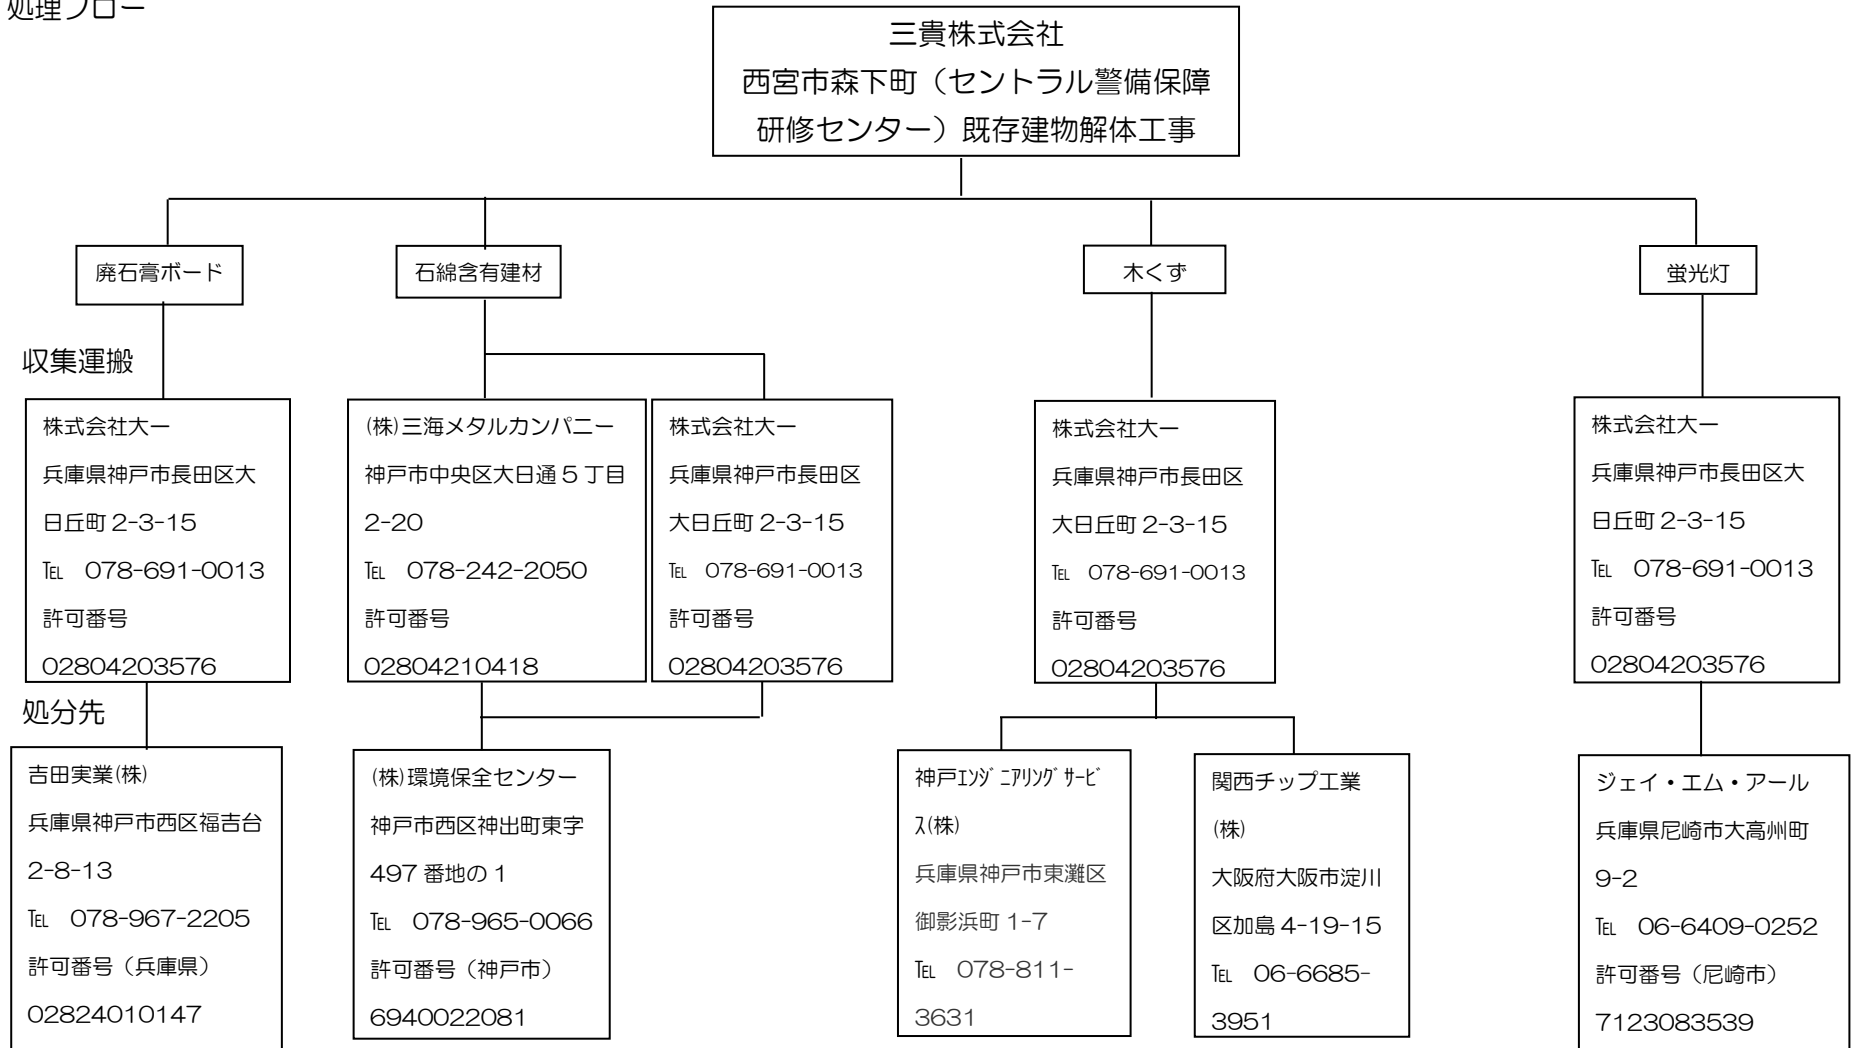 処理フロー
三貴株式会社
西宮市森下町（セントラル警備保障
研修センター）既存建物解体工事
廃石膏ボード
石綿含有建材
木くず
蛍光灯
収集運搬
株式会社大一
兵庫県神戸市長田区大
日丘町 2-3-15
℡　078-691-0013
許可番号
02804203576
(株)三海メタルカンパニー
神戸市中央区大日通 5 丁目
2-20
℡　078-242-2050
許可番号
02804210418
株式会社大一
兵庫県神戸市長田区
大日丘町 2-3-15
℡　078-691-0013
許可番号
02804203576
株式会社大一
兵庫県神戸市長田区
大日丘町 2-3-15
℡　078-691-0013
許可番号
02804203576
株式会社大一
兵庫県神戸市長田区大
日丘町 2-3-15
℡　078-691-0013
許可番号
02804203576
処分先
吉田実業(株)
兵庫県神戸市西区福吉台
2-8-13
℡　078-967-2205
許可番号（兵庫県）
02824010147
(株)環境保全センター
神戸市西区神出町東字
497 番地の 1
℡　078-965-0066
許可番号（神戸市）
6940022081
神戸ｴﾝｼﾞﾆｱﾘﾝｸﾞｻｰﾋﾞ
ｽ(株)
兵庫県神戸市東灘区
御影浜町 1-7
℡　078-811-
3631
関西チップ工業
(株)
大阪府大阪市淀川
区加島 4-19-15
℡　06-6685-
3951
ジェイ・エム・アール
兵庫県尼崎市大高州町
9-2
℡　06-6409-0252
許可番号（尼崎市）
7123083539